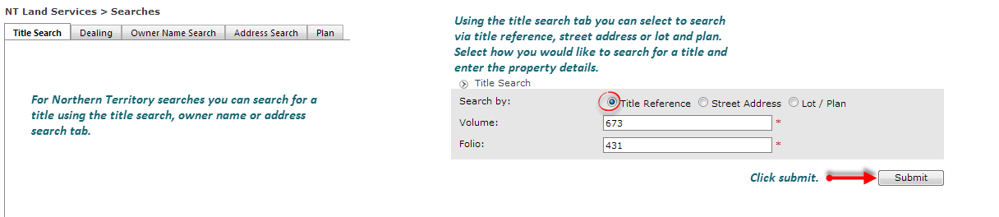 NT Land Services > Searches
Title Search Dealing Owner Name Search Address Search Plan
For Northern Territory searches you can search for a
title using the title search, owner name or address
search tab.
Using the title search tab you can select to search
via title reference, street address or lot and plan.
Select how you would like to search for a title and
enter the property details.
Title Search
Search by: Title Reference Street Address Lot / Plan
Volume: 673 *
Folio: 431 *
Click submit. Submit